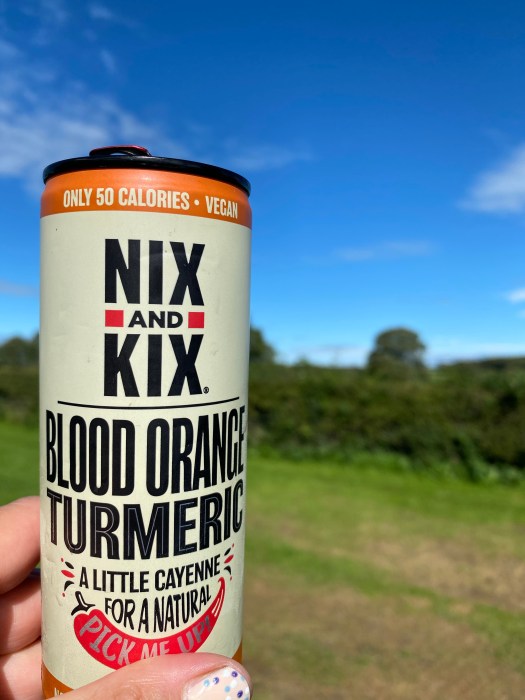 ONLY 50 CALORIES • VEGAN
NIX
AND
KIX®
BLOOD ORANGE
TURMERIC
A LITTLE CAYENNE
FOR A NATURAL
PICK ME UP!